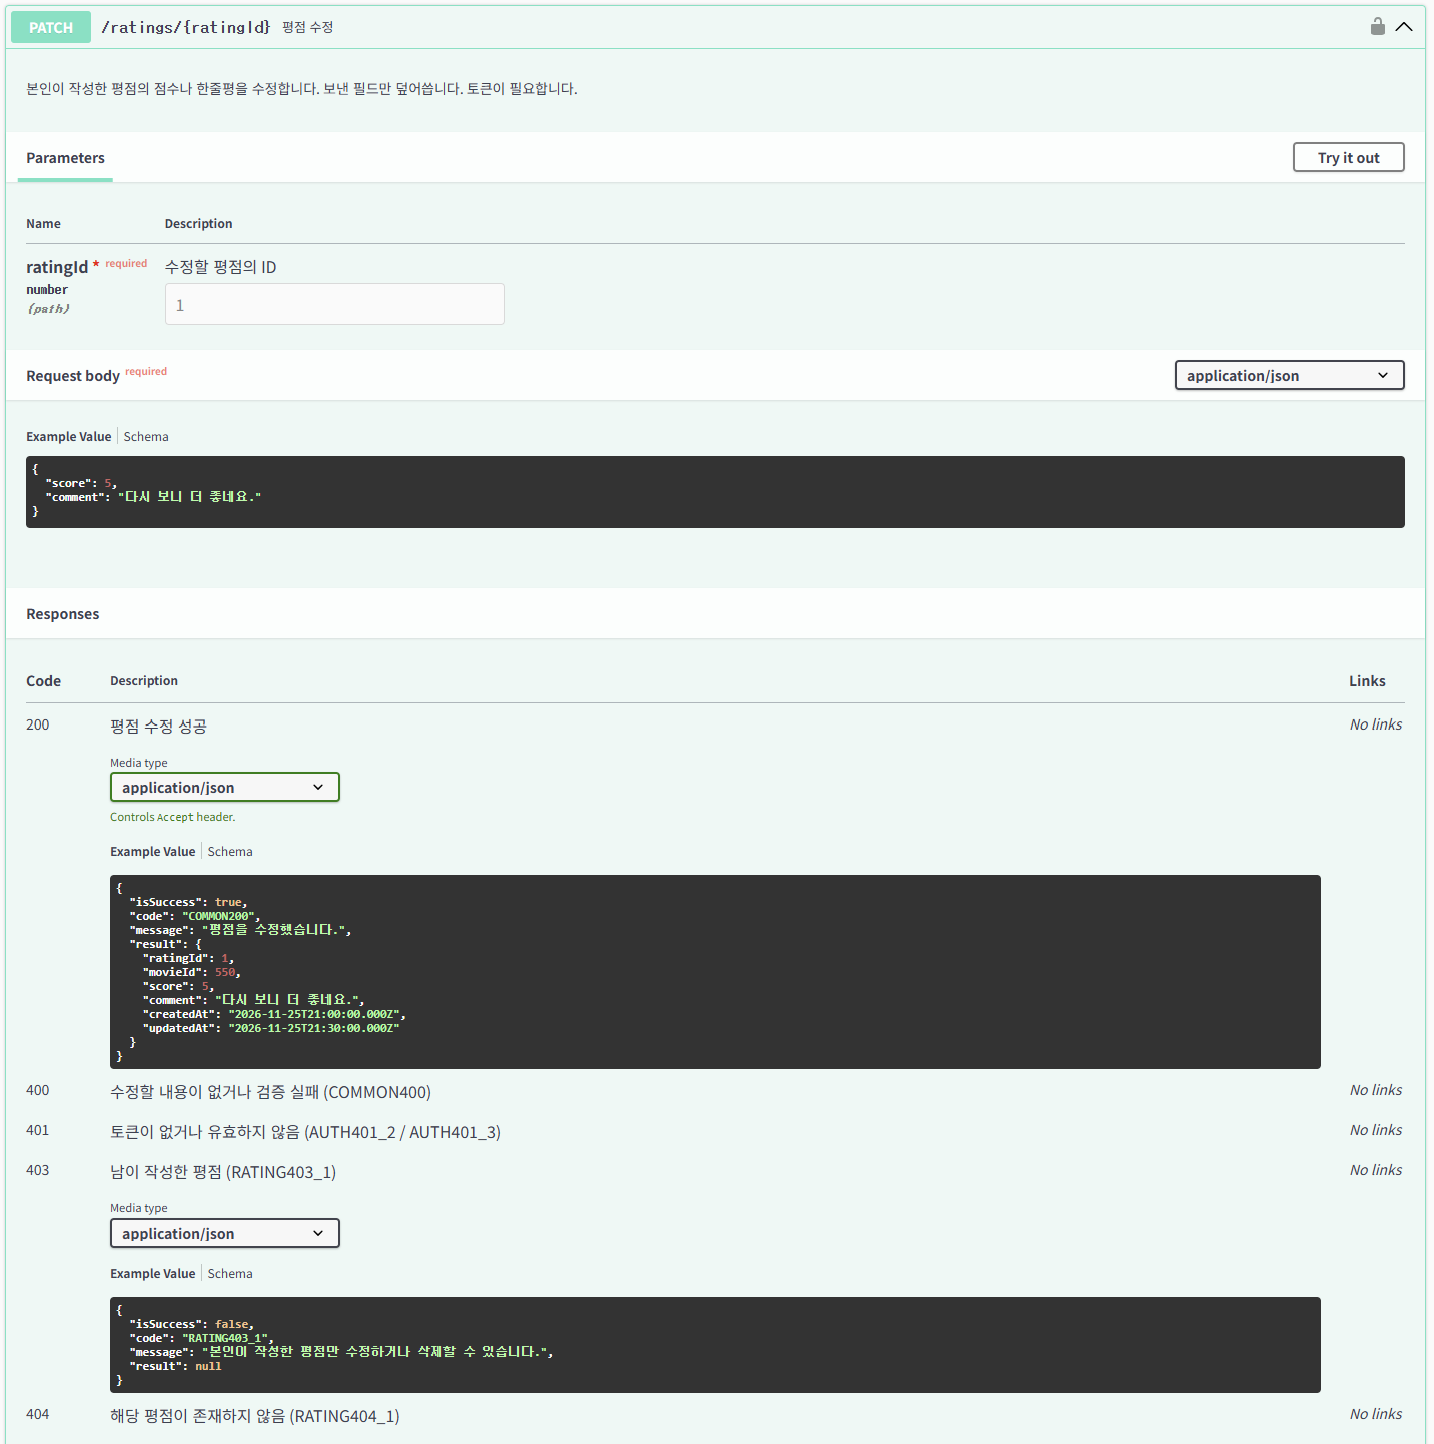 PATCH /ratings/{ratingId} 평점 수정
본인이 작성한 평점의 점수나 한줄평을 수정합니다. 보낸 필드만 덮어씁니다. 토큰이 필요합니다.
Parameters
Try it out
Name Description
ratingId * required 수정할 평점의 ID
number
(path)
1
Request body required
application/json
Example Value Schema
{
"score": 5,
"comment": "다시 보니 더 좋네요."
}
Responses
Code Description Links
200 평점 수정 성공 No links
Media type
application/json
Controls Accept header.
Example Value Schema
{
"isSuccess": true,
"code": "COMMON200",
"message": "평점을 수정했습니다.",
"result": {
"ratingId": 1,
"movieId": 550,
"score": 5,
"comment": "다시 보니 더 좋네요.",
"createdAt": "2026-11-25T21:00:00.000Z",
"updatedAt": "2026-11-25T21:30:00.000Z"
}
}
400 수정할 내용이 없거나 검증 실패 (COMMON400) No links
401 토큰이 없거나 유효하지 않음 (AUTH401_2 / AUTH401_3) No links
403 남이 작성한 평점 (RATING403_1) No links
Media type
application/json
Example Value Schema
{
"isSuccess": false,
"code": "RATING403_1",
"message": "본인이 작성한 평점만 수정하거나 삭제할 수 있습니다.",
"result": null
}
404 해당 평점이 존재하지 않음 (RATING404_1) No links